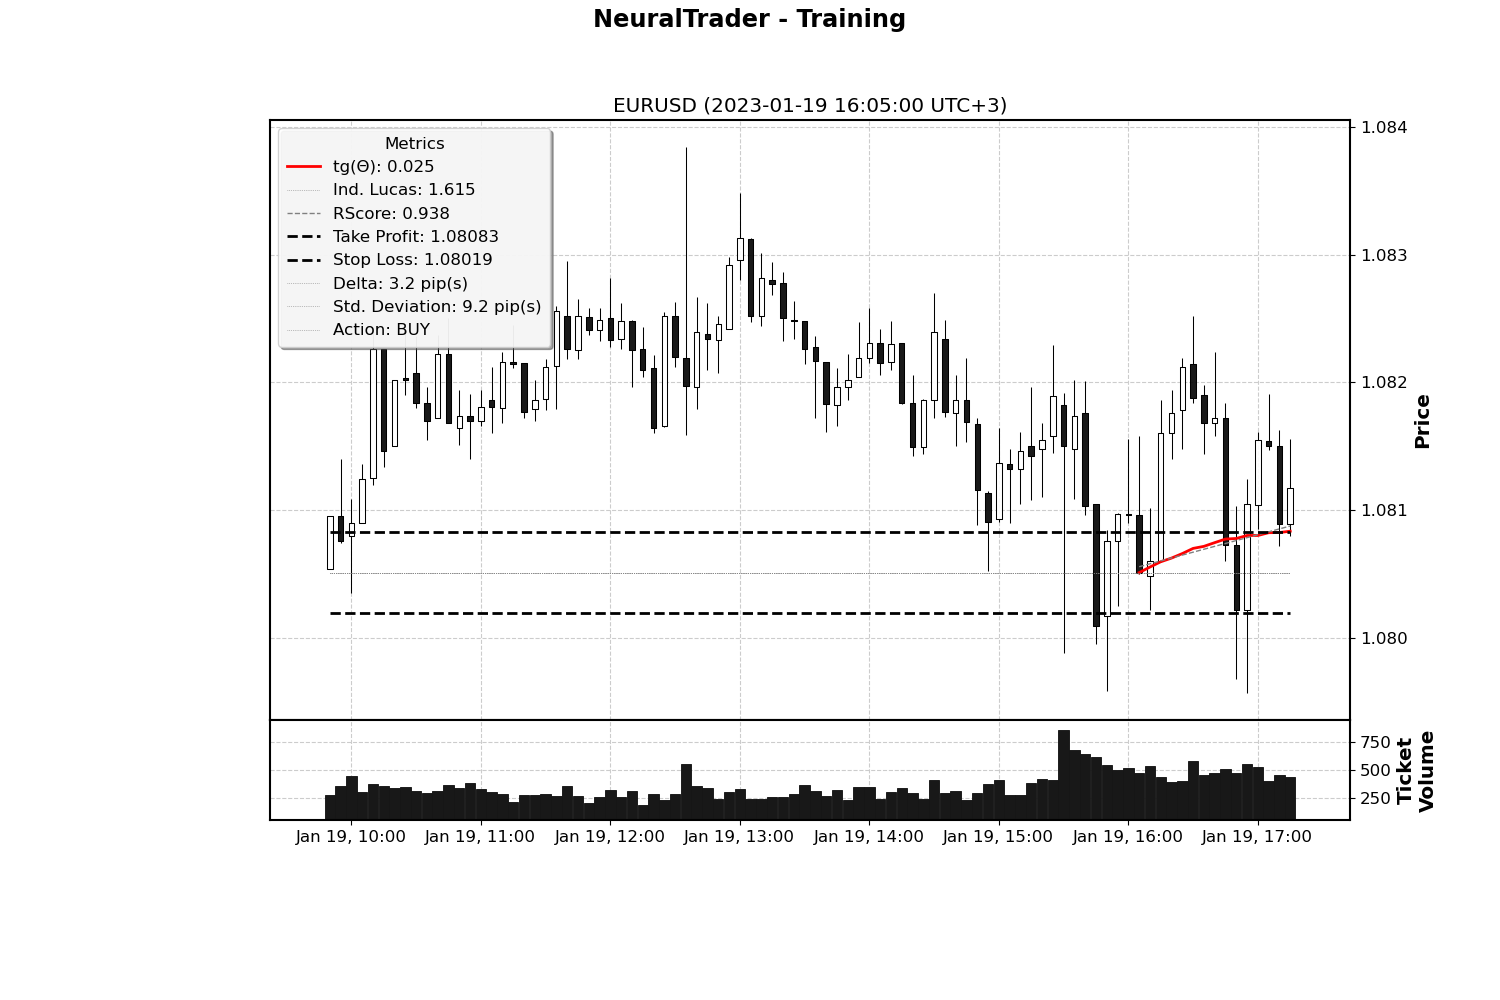 NeuralTrader - Training
EURUSD (2023-01-19 16:05:00 UTC+3)
Metrics
tg(Θ): 0.025
Ind. Lucas: 1.615
RScore: 0.938
Take Profit: 1.08083
Stop Loss: 1.08019
Delta: 3.2 pip(s)
Std. Deviation: 9.2 pip(s)
Action: BUY
1.084
1.083
1.082
1.081
1.080
Price
750
500
250
Ticket
Volume
Jan 19, 10:00
Jan 19, 11:00
Jan 19, 12:00
Jan 19, 13:00
Jan 19, 14:00
Jan 19, 15:00
Jan 19, 16:00
Jan 19, 17:00